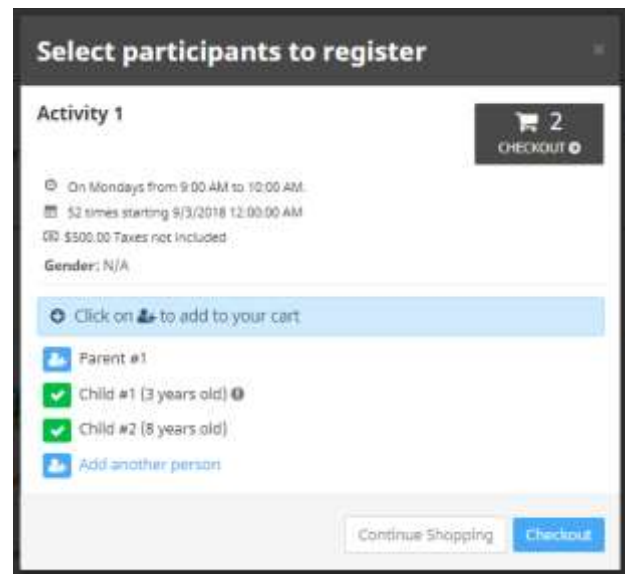 Select participants to register
Activity 1
2
CHECKOUT
On Mondays from 9:00 AM to 10:00 AM.
52 times starting 9/3/2018 12:00:00 AM
$500.00 Taxes not included
Gender: N/A
Click on to add to your cart
Parent #1
Child #1 (3 years old)
Child #2 (8 years old)
Add another person
Continue Shopping Checkout